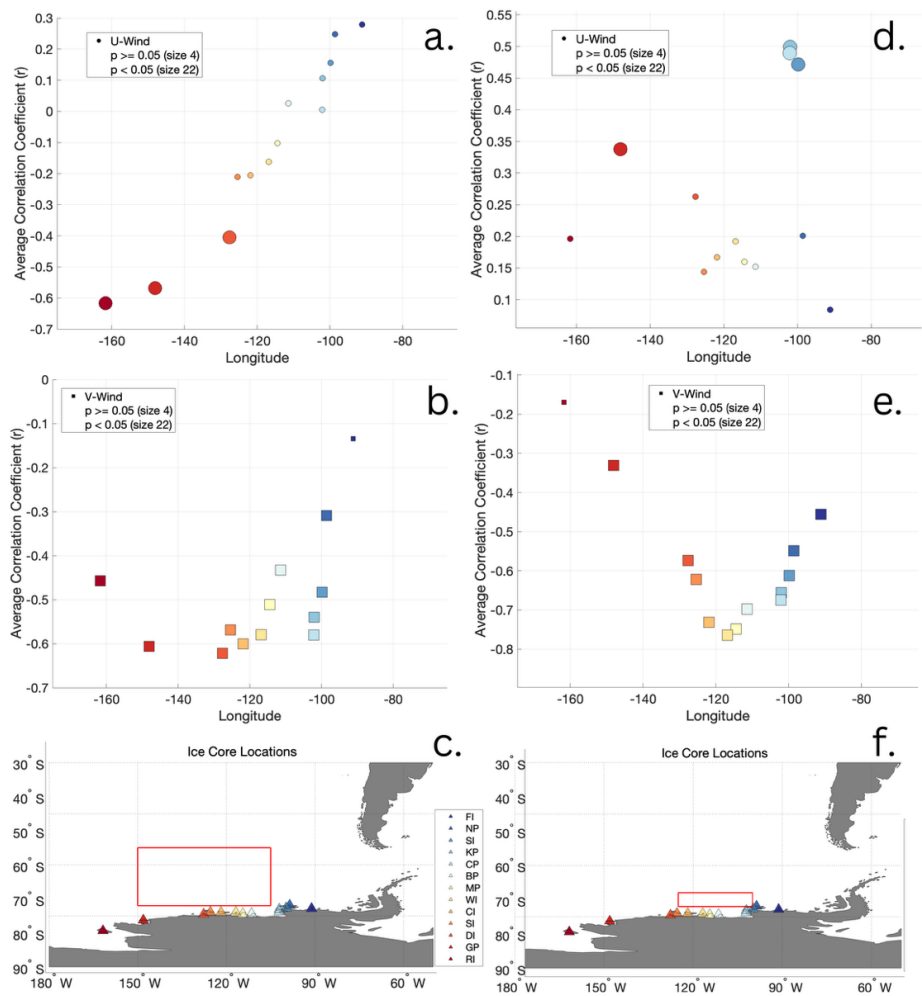 a.
U-Wind
p >= 0.05 (size 4)
p < 0.05 (size 22)
0.3
0.2
0.1
0
-0.1
-0.2
-0.3
-0.4
-0.5
-0.6
-0.7
Average Correlation Coefficient (r)
-160
-140
-120
-100
-80
Longitude
d.
U-Wind
p >= 0.05 (size 4)
p < 0.05 (size 22)
0.55
0.5
0.45
0.4
0.35
0.3
0.25
0.2
0.15
0.1
Average Correlation Coefficient (r)
-160
-140
-120
-100
-80
Longitude
b.
V-Wind
p >= 0.05 (size 4)
p < 0.05 (size 22)
0
-0.1
-0.2
-0.3
-0.4
-0.5
-0.6
-0.7
Average Correlation Coefficient (r)
-160
-140
-120
-100
-80
Longitude
e.
V-Wind
p >= 0.05 (size 4)
p < 0.05 (size 22)
-0.1
-0.2
-0.3
-0.4
-0.5
-0.6
-0.7
-0.8
Average Correlation Coefficient (r)
-160
-140
-120
-100
-80
Longitude
c.
Ice Core Locations
30° S
40° S
50° S
60° S
70° S
80° S
90° S
180° W
150° W
120° W
90° W
60° W
FI
NP
SI
KP
CP
BP
MP
WI
CI
SI
DI
GP
RI
f.
Ice Core Locations
30° S
40° S
50° S
60° S
70° S
80° S
90° S
180° W
150° W
120° W
90° W
60° W